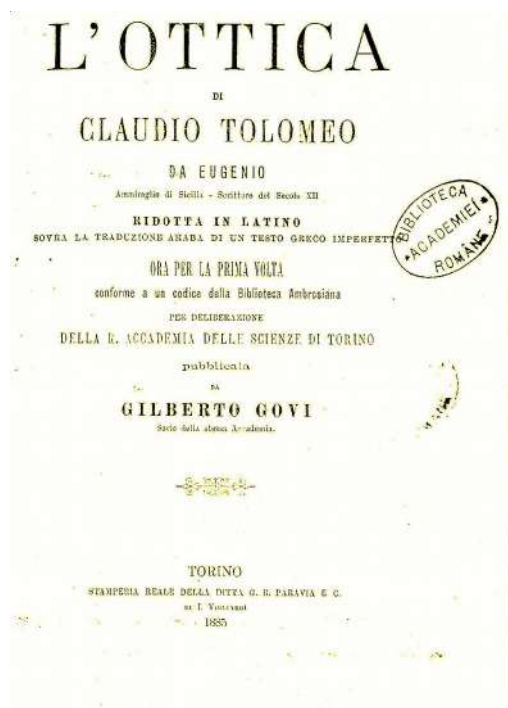 L'OTTICA
DI
CLAUDIO TOLOMEO
DA EUGENIO
Ammiraglio di Sicilia - Scrittore del Secolo XII
RIDOTTA IN LATINO
SOVRA LA TRADUZIONE ARABA DI UN TESTO GRECO IMPERFETTO
ORA PER LA PRIMA VOLTA
conforme a un codice della Biblioteca Ambrosiana
PER DELIBERAZIONE
DELLA R. ACCADEMIA DELLE SCIENZE DI TORINO
pubblicata
DA
GILBERTO GOVI
Socio della stessa Accademia.
BIBLIOTECA
ACADEMIEÍ
ROMÂNE
TORINO
STAMPERIA REALE DELLA DITTA G. B. PARAVIA E C.
DI I. VIGLIARDI
1885